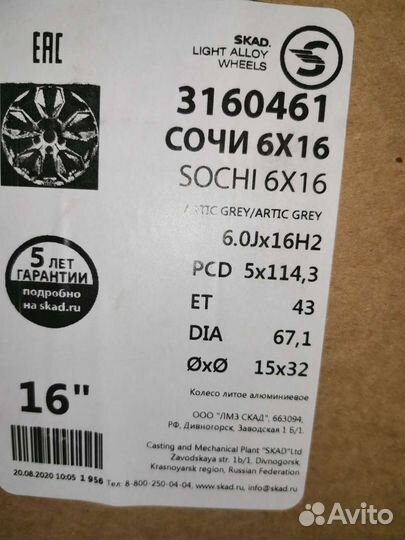 EAC
SKAD.
LIGHT ALLOY
WHEELS
3160461
СОЧИ 6X16
SOCHI 6X16
ARTIC GREY/ARTIC GREY
6.0Jx16H2
PCD 5x114,3
ET 43
DIA 67,1
ØxØ 15x32
5 ЛЕТ
ГАРАНТИИ
подробно
на skad.ru
16"
Колесо литое алюминиевое
ООО "ЛМЗ СКАД", 663094,
РФ, Дивногорск, Заводская 1 Б/1.
Casting and Mechanical Plant "SKAD"Ltd
Zavodskaya str. 1b/1, Divnogorsk,
Krasnoyarsk region, Russian Federation
20.08.2020 10:05 1 956 Тел: 8-800-250-04-04, www.skad.ru, info@skad.ru
Avito